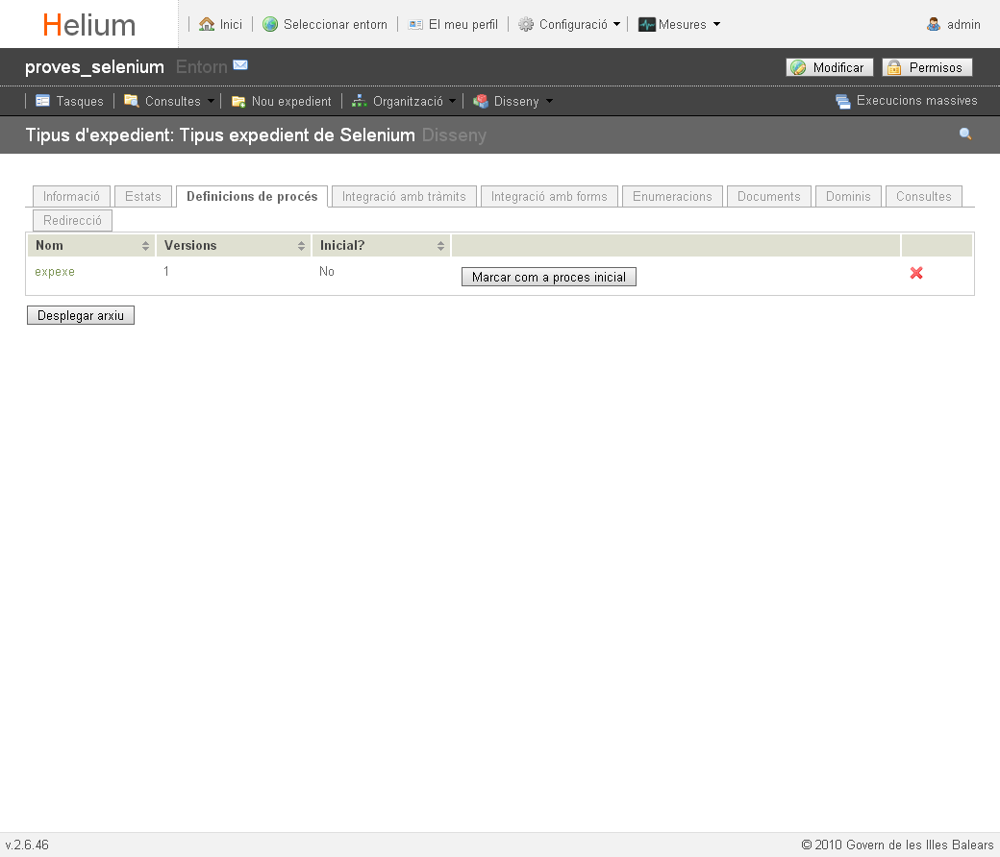 Helium
Inici
Seleccionar entorn
El meu perfil
Configuració
Mesures
admin
proves_selenium Entorn
Modificar
Permisos
Tasques
Consultes
Nou expedient
Organització
Disseny
Execucions massives
Tipus d'expedient: Tipus expedient de Selenium Disseny
Informació
Estats
Definicions de procés
Integració amb tràmits
Integració amb forms
Enumeracions
Documents
Dominis
Consultes
Redirecció
Nom
Versions
Inicial?
expexe
1
No
Marcar com a proces inicial
Desplegar arxiu
v.2.6.46
© 2010 Govern de les Illes Balears